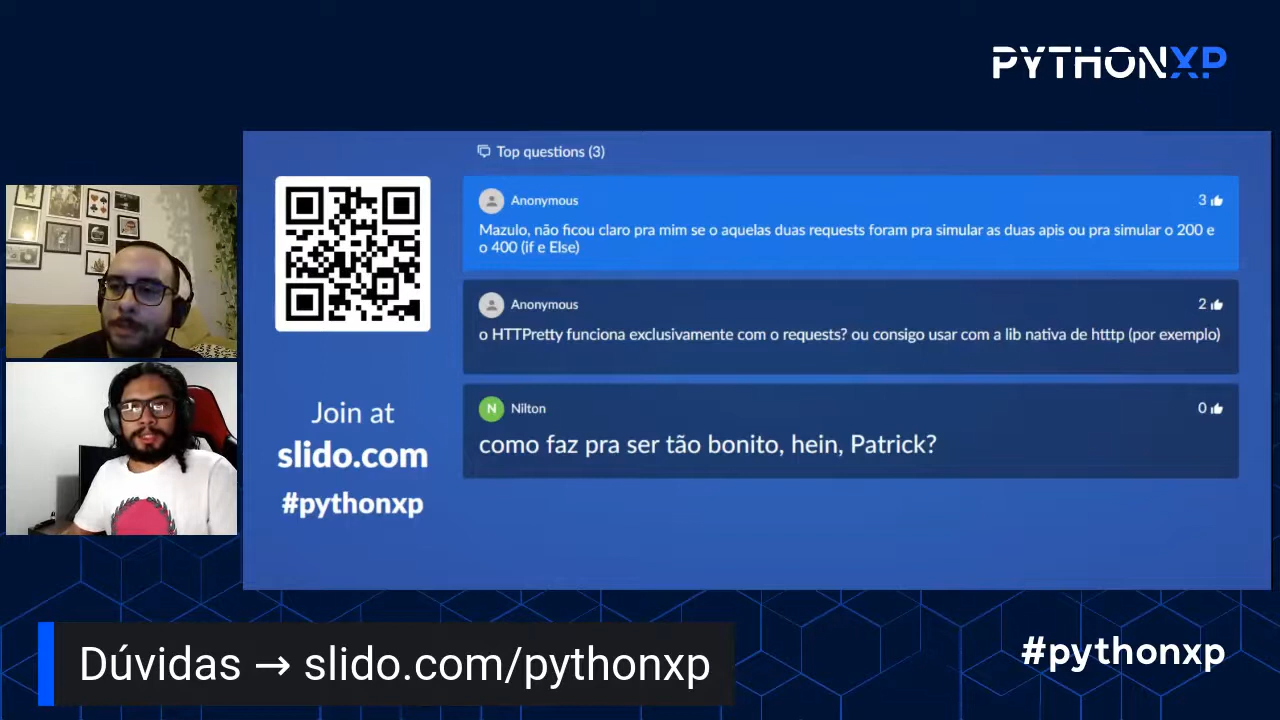 PYTHONXP
Top questions (3)
Anonymous
3
Mazulo, não ficou claro pra mim se o aquelas duas requests foram pra simular as duas apis ou pra simular o 200 e
o 400 (if e Else)
Anonymous
2
o HTTPretty funciona exclusivamente com o requests? ou consigo usar com a lib nativa de htttp (por exemplo)
N
Nilton
0
como faz pra ser tão bonito, hein, Patrick?
Join at
slido.com
#pythonxp
Dúvidas → slido.com/pythonxp
#pythonxp